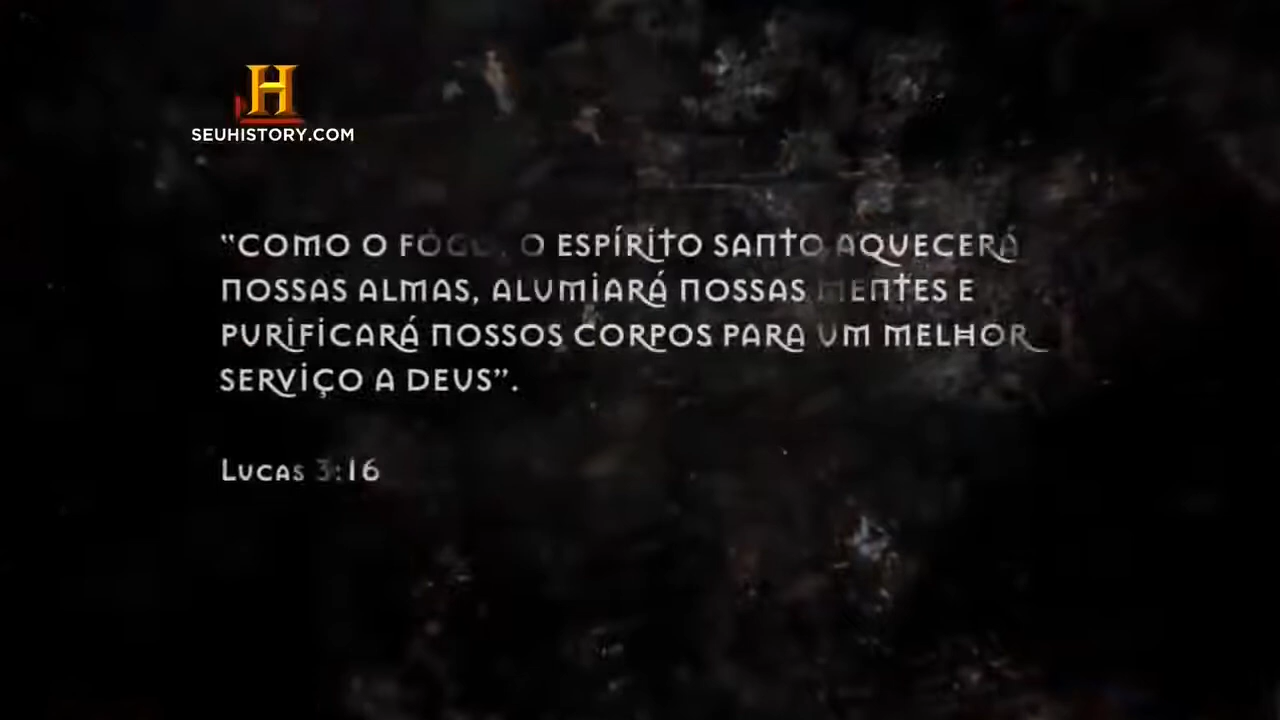 H
SEUHISTORY.COM
“COMO O FOGO, O ESPÍRITO SANTO AQUECERÁ
NOSSAS ALMAS, ALUMIARÁ NOSSAS MENTES E
PURIFICARÁ NOSSOS CORPOS PARA UM MELHOR
SERVIÇO A DEUS”.
Lucas 3:16